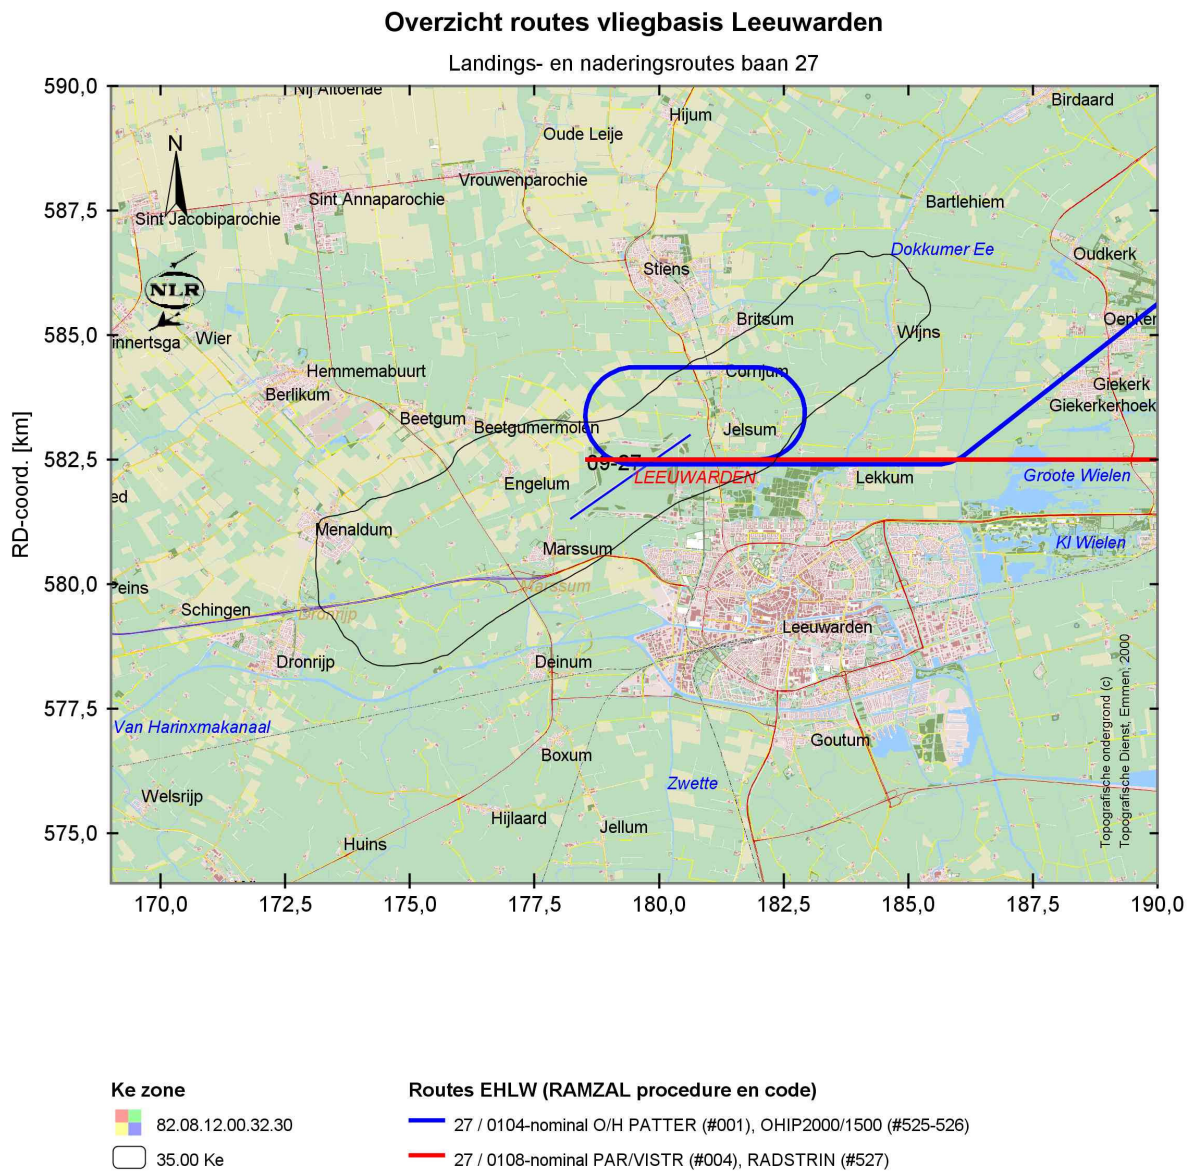 Overzicht routes vliegbasis Leeuwarden
Landings- en naderingsroutes baan 27
590,0
587,5
585,0
582,5
580,0
577,5
575,0
RD-coord. [km]
170,0
172,5
175,0
177,5
180,0
182,5
185,0
187,5
190,0
Nij Altoenae
Hijum
Birdaard
Oude Leije
N
Vrouwenparochie
Sint Annaparochie
Bartlehiem
Sint Jacobiparochie
Dokkumer Ee
Oudkerk
Stiens
NLR
Britsum
Oenker
Wijns
Wier
innertsga
Hemmemabuurt
Cornjum
Giekerk
Berlikum
Giekerkerhoek
Beetgum
Beetgumermolen
Jelsum
09-27
LEEUWARDEN
Lekkum
Groote Wielen
Engelum
ed
Menaldum
Marssum
Kl Wielen
Peins
Marssum
Schingen
Dronrijp
Leeuwarden
Dronrijp
Deinum
Van Harinxmakanaal
Goutum
Boxum
Zwette
Welsrijp
Hijlaard
Jellum
Huins
Topografische ondergrond (c)
Topografische Dienst, Emmen, 2000
Ke zone
82.08.12.00.32.30
35.00 Ke
Routes EHLW (RAMZAL procedure en code)
27 / 0104-nominal O/H PATTER (#001), OHIP2000/1500 (#525-526)
27 / 0108-nominal PAR/VISTR (#004), RADSTRIN (#527)